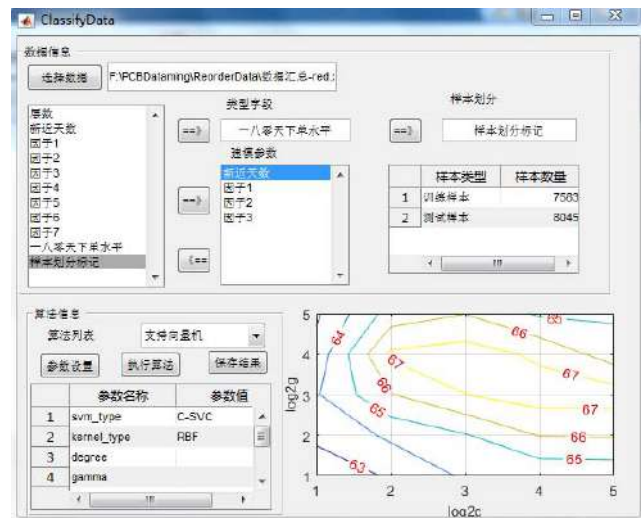 ClassifyData
数据信息
选择数据 F:\PCBDataming\ReorderData\数据汇总-red.:
层数
新近天数
因子1
因子2
因子3
因子4
因子5
因子6
因子7
一八零天下单水平
样本划分标记
类型字段
==》 一八零天下单水平
建模参数
新近天数
因子1
因子2
因子3
==》
《==
样本划分
==》 样本划分标记
样本类型 样本数量
1 训练样本 7583
2 测试样本 8045
算法信息
算法列表 支持向量机
参数设置 执行算法 保存结果
参数名称 参数值
1 svm_type C-SVC
2 kernel_type RBF
3 degree
4 gamma
log2g
5
4
3
2
1
64
65
66
67
67
66
65
67
66
65
63
1 2 3 4 5
log2c